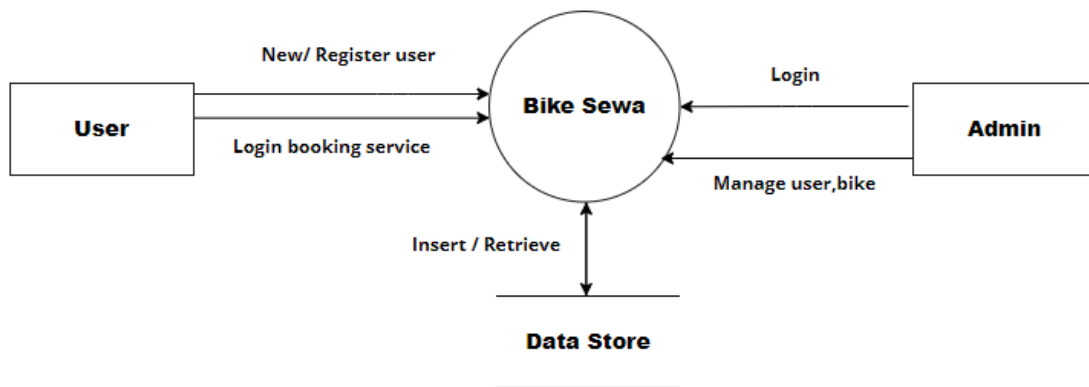 New/ Register user
Login
User
Bike Sewa
Admin
Login booking service
Manage user,bike
Insert / Retrieve
Data Store